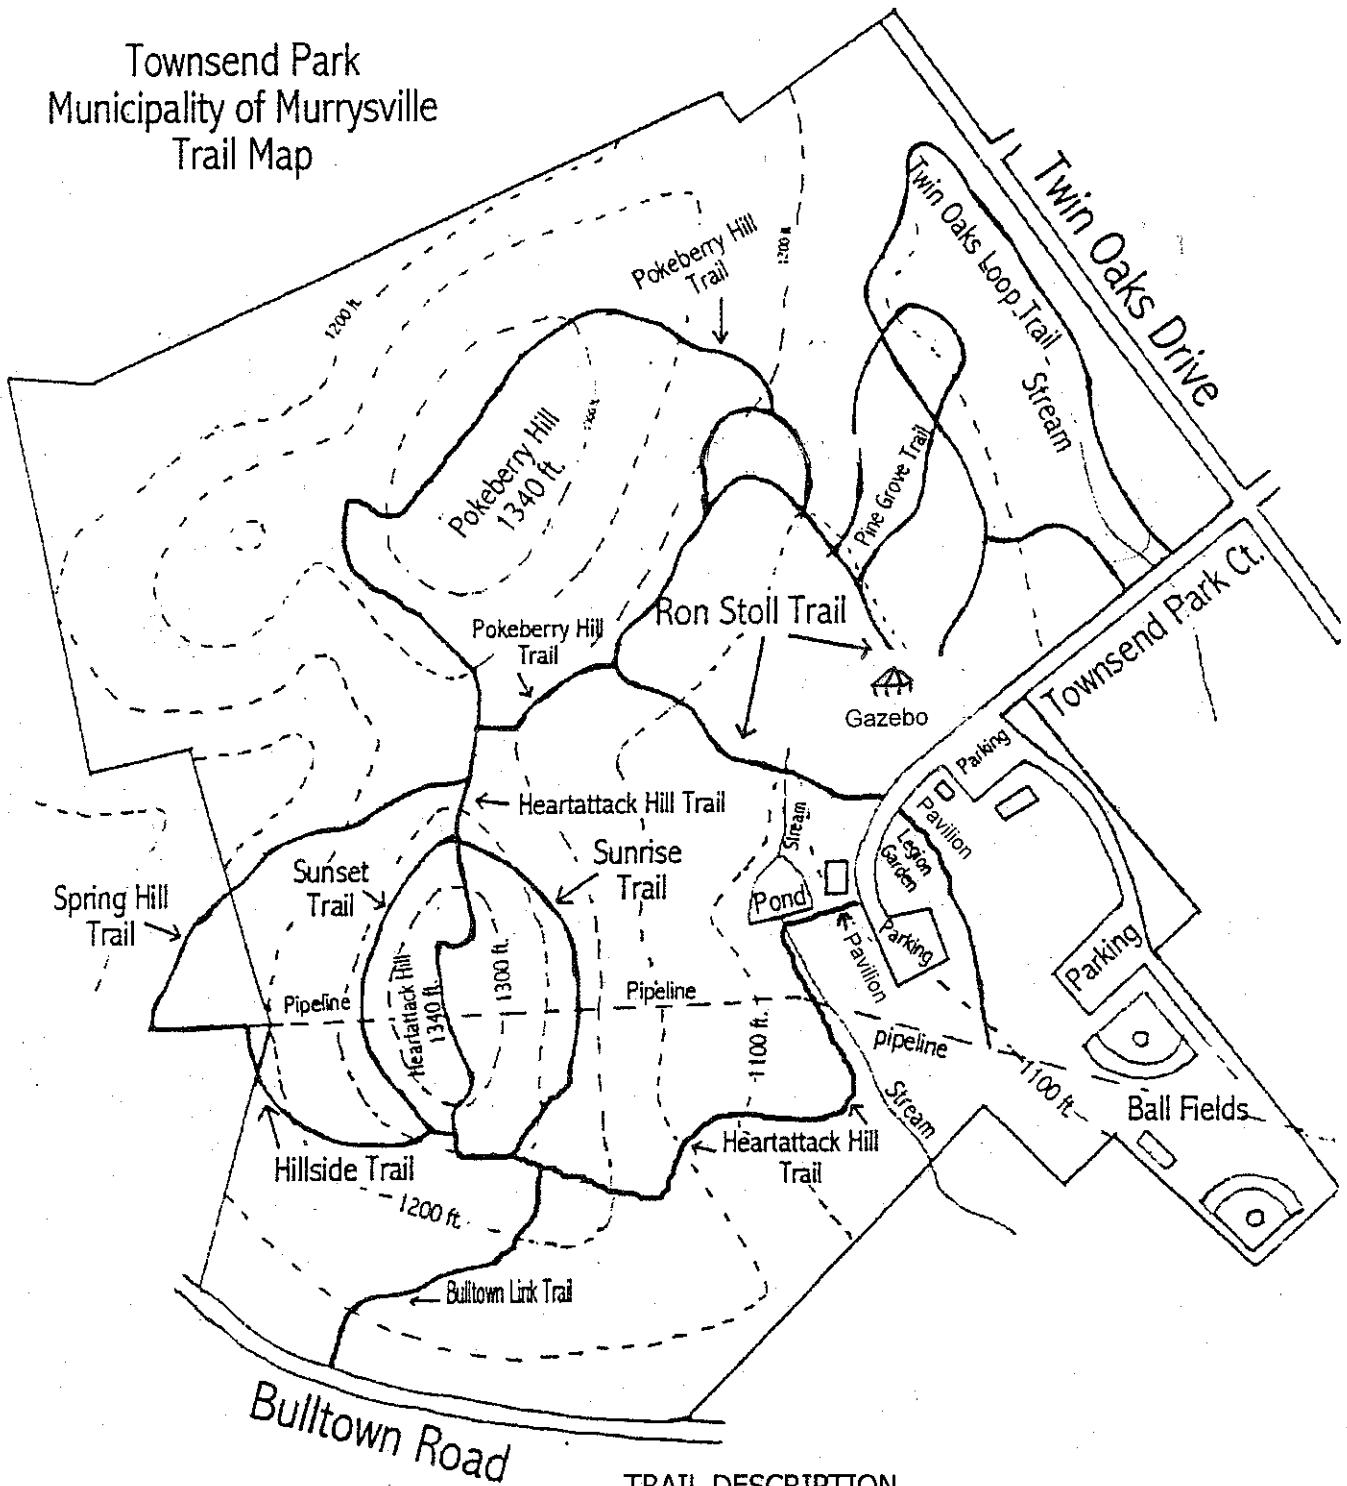 Townsend Park
Municipality of Murrysville
Trail Map
Twin Oaks Drive
Twin Oaks Loop Trail
Pokeberry Hill
Trail
1200 ft.
1200 ft.
Stream
Pokeberry Hill
1340 ft.
Pine Grove Trail
Ron Stoll Trail
Pokeberry Hill
Trail
Townsend Park Ct.
Gazebo
Parking
Heartattack Hill Trail
Stream
Pavilion
Legion
Garden
Sunrise
Trail
Sunset
Trail
Spring Hill
Trail
Pond
Parking
Pavilion
Parking
Heartattack Hill
1340 ft.
1300 ft.
Pipeline
Pipeline
pipeline
1100 ft.
1100 ft
Stream
Ball Fields
Heartattack Hill
Trail
Hillside Trail
1200 ft.
Bulltown Link Trail
Bulltown Road
TRAIL DESCRIPTION